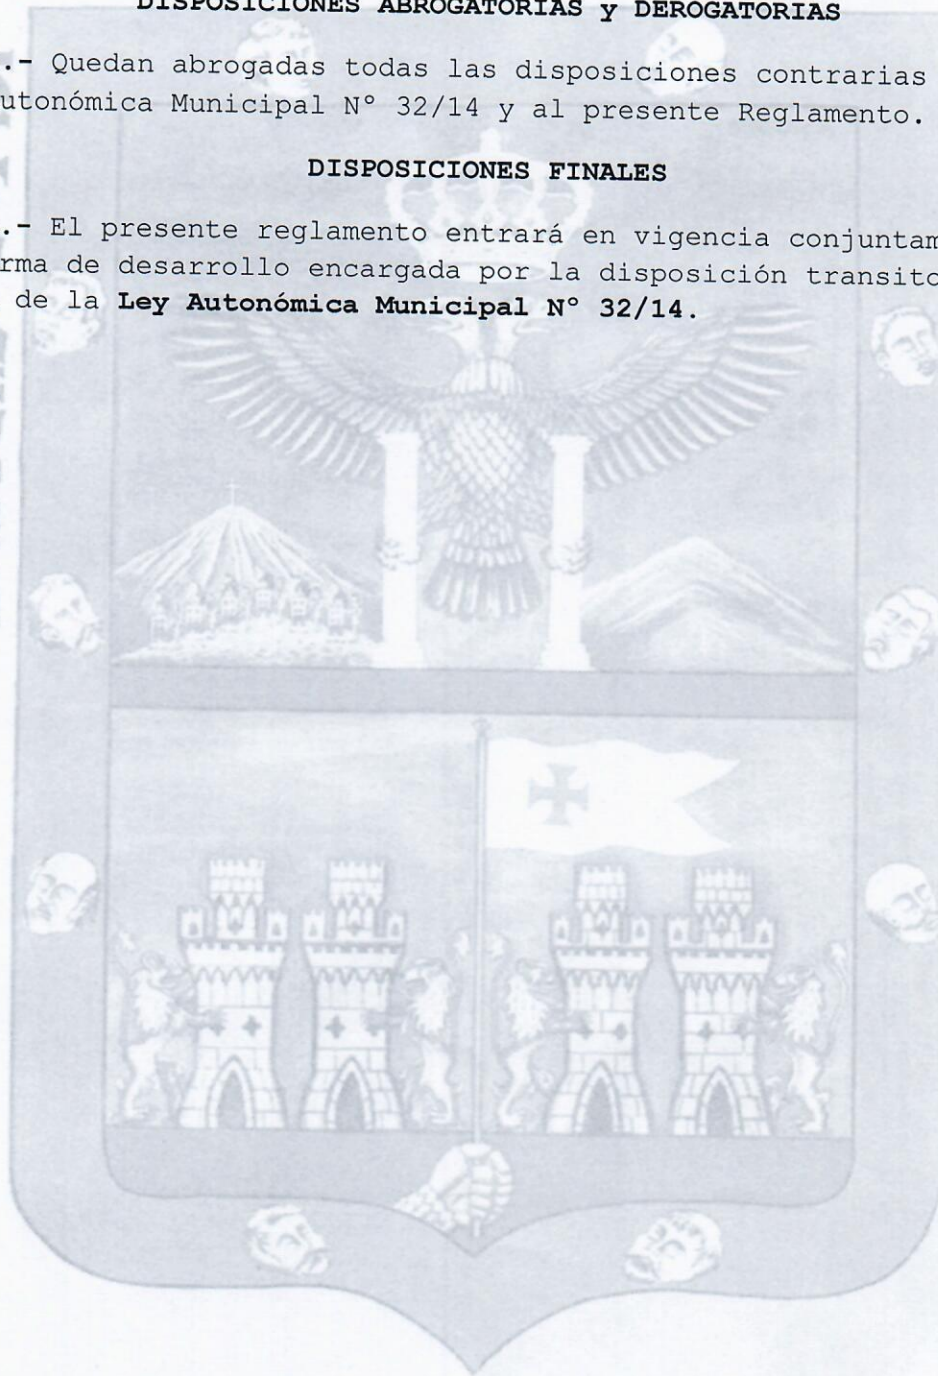 DISPOSICIONES ABROGATORIAS y DEROGATORIAS
.- Quedan abrogadas todas las disposiciones contrarias
utonómica Municipal N° 32/14 y al presente Reglamento.
DISPOSICIONES FINALES
.- El presente reglamento entrará en vigencia conjuntam
rma de desarrollo encargada por la disposición transito
de la Ley Autonómica Municipal N° 32/14.